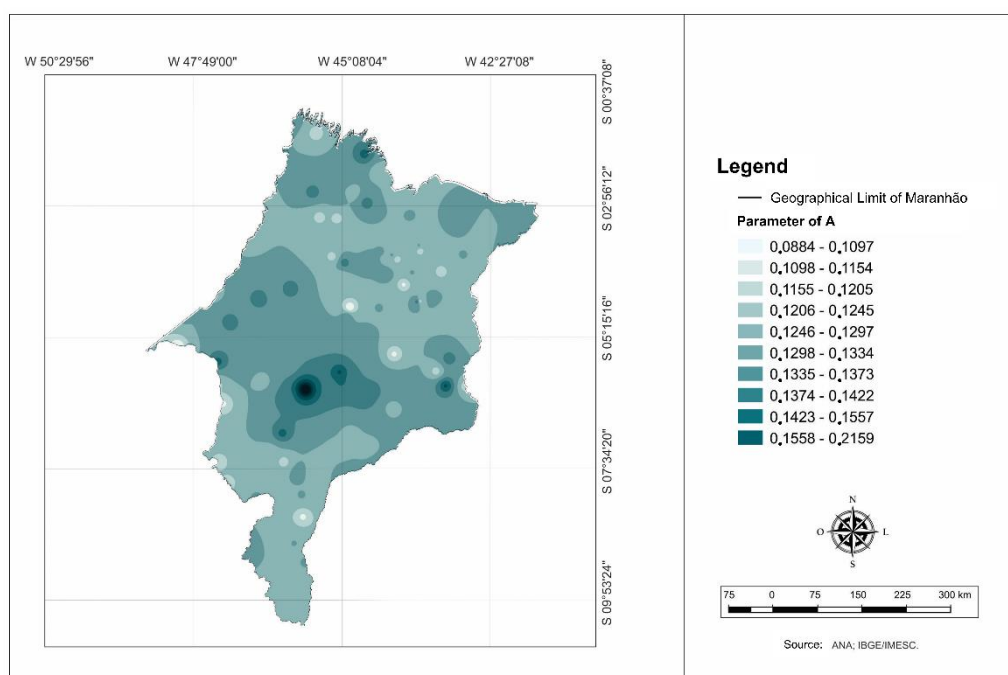 W 50°29'56" W 47°49'00" W 45°08'04" W 42°27'08"
S 00°37'08"
S 02°56'12"
S 05°15'16"
S 07°34'20"
S 09°53'24"
Legend
Geographical Limit of Maranhão
Parameter of A
0,0884 - 0,1097
0,1098 - 0,1154
0,1155 - 0,1205
0,1206 - 0,1245
0,1246 - 0,1297
0,1298 - 0,1334
0,1335 - 0,1373
0,1374 - 0,1422
0,1423 - 0,1557
0,1558 - 0,2159
N
O L
S
75 0 75 150 225 300 km
Source: ANA; IBGE/IMESC.